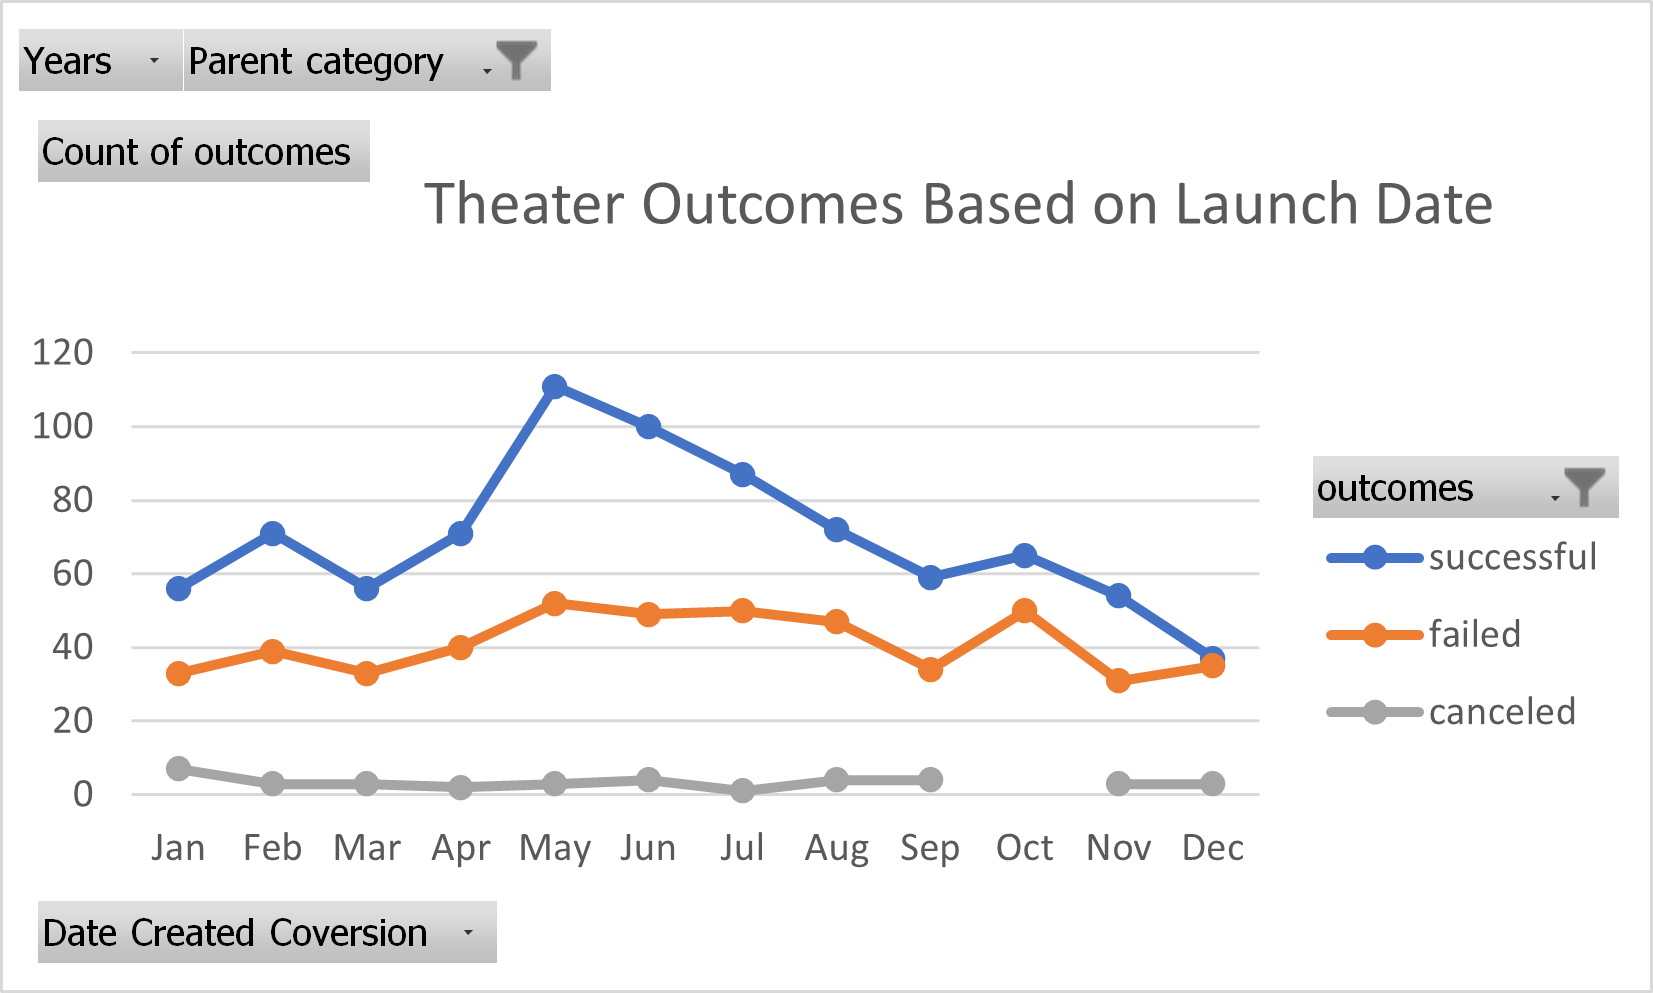 Years Parent category
Count of outcomes
Theater Outcomes Based on Launch Date
120
100
80
60
40
20
0
Jan Feb Mar Apr May Jun Jul Aug Sep Oct Nov Dec
outcomes
successful
failed
canceled
Date Created Coversion